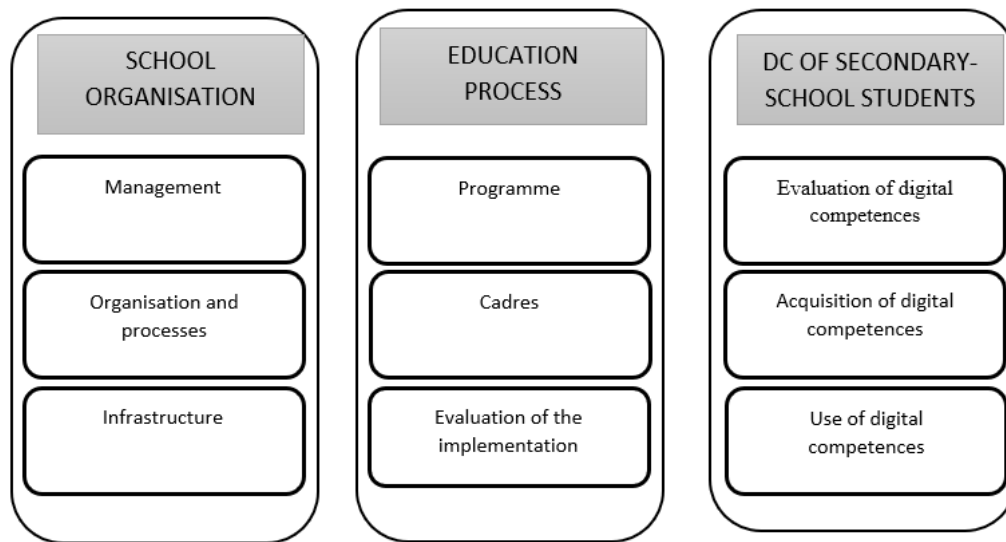 SCHOOL
ORGANISATION
Management
Organisation and
processes
Infrastructure
EDUCATION
PROCESS
Programme
Cadres
Evaluation of the
implementation
DC OF SECONDARY-
SCHOOL STUDENTS
Evaluation of digital
competences
Acquisition of digital
competences
Use of digital
competences